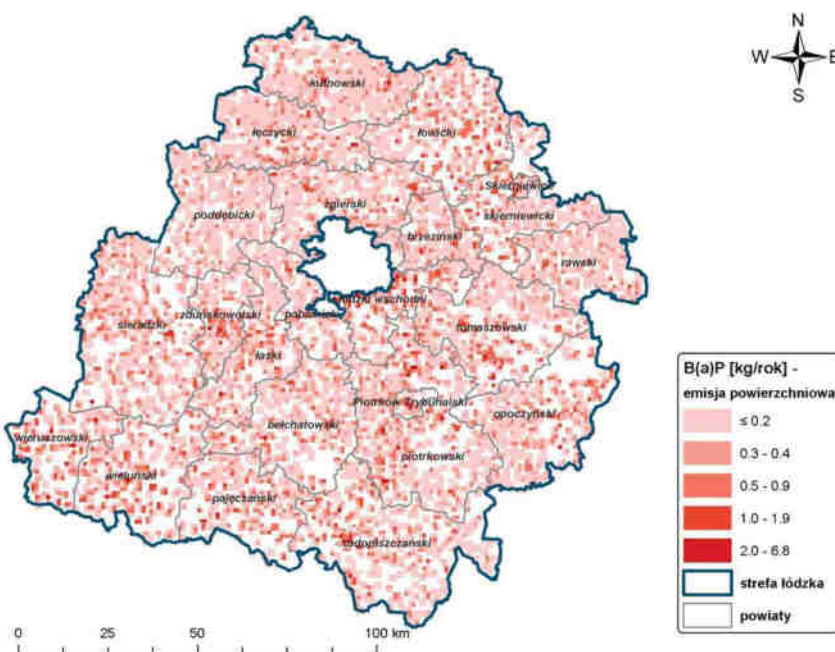 N
W E
S
kutnowski
łęczycki
łowicki
Skierniewice
zgierski
skierniewicki
poddębicki
brzeziński
rawski
łódzki wschodni
zduńskowolski
pabianicki
sieradzki
tomaszowski
łaski
Piotrków Trybunalski
opoczyński
bełchatowski
wieruszowski
piotrkowski
wieluński
pajęczański
radomszczański
B(a)P [kg/rok] -
emisja powierzchniowa
≤ 0.2
0.3 - 0.4
0.5 - 0.9
1.0 - 1.9
2.0 - 6.8
strefa łódzka
powiaty
0 25 50 100 km